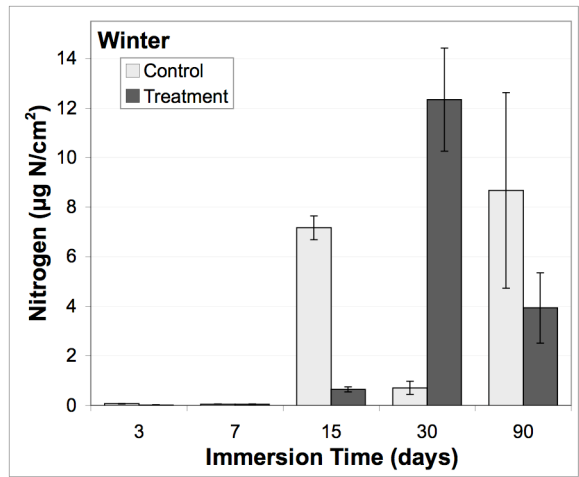 Winter
Control
Treatment
14
12
10
8
6
4
2
0
Nitrogen (µg N/cm²)
3 7 15 30 90
Immersion Time (days)